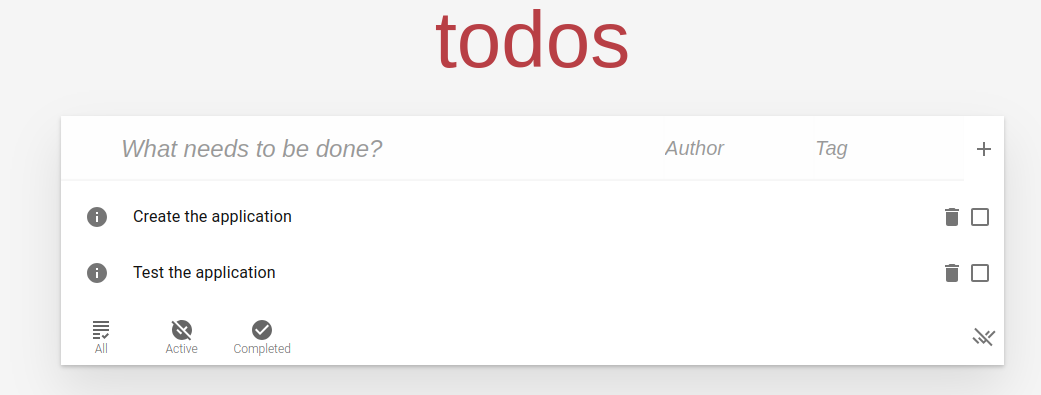 todos
What needs to be done? Author Tag
Create the application
Test the application
All Active Completed